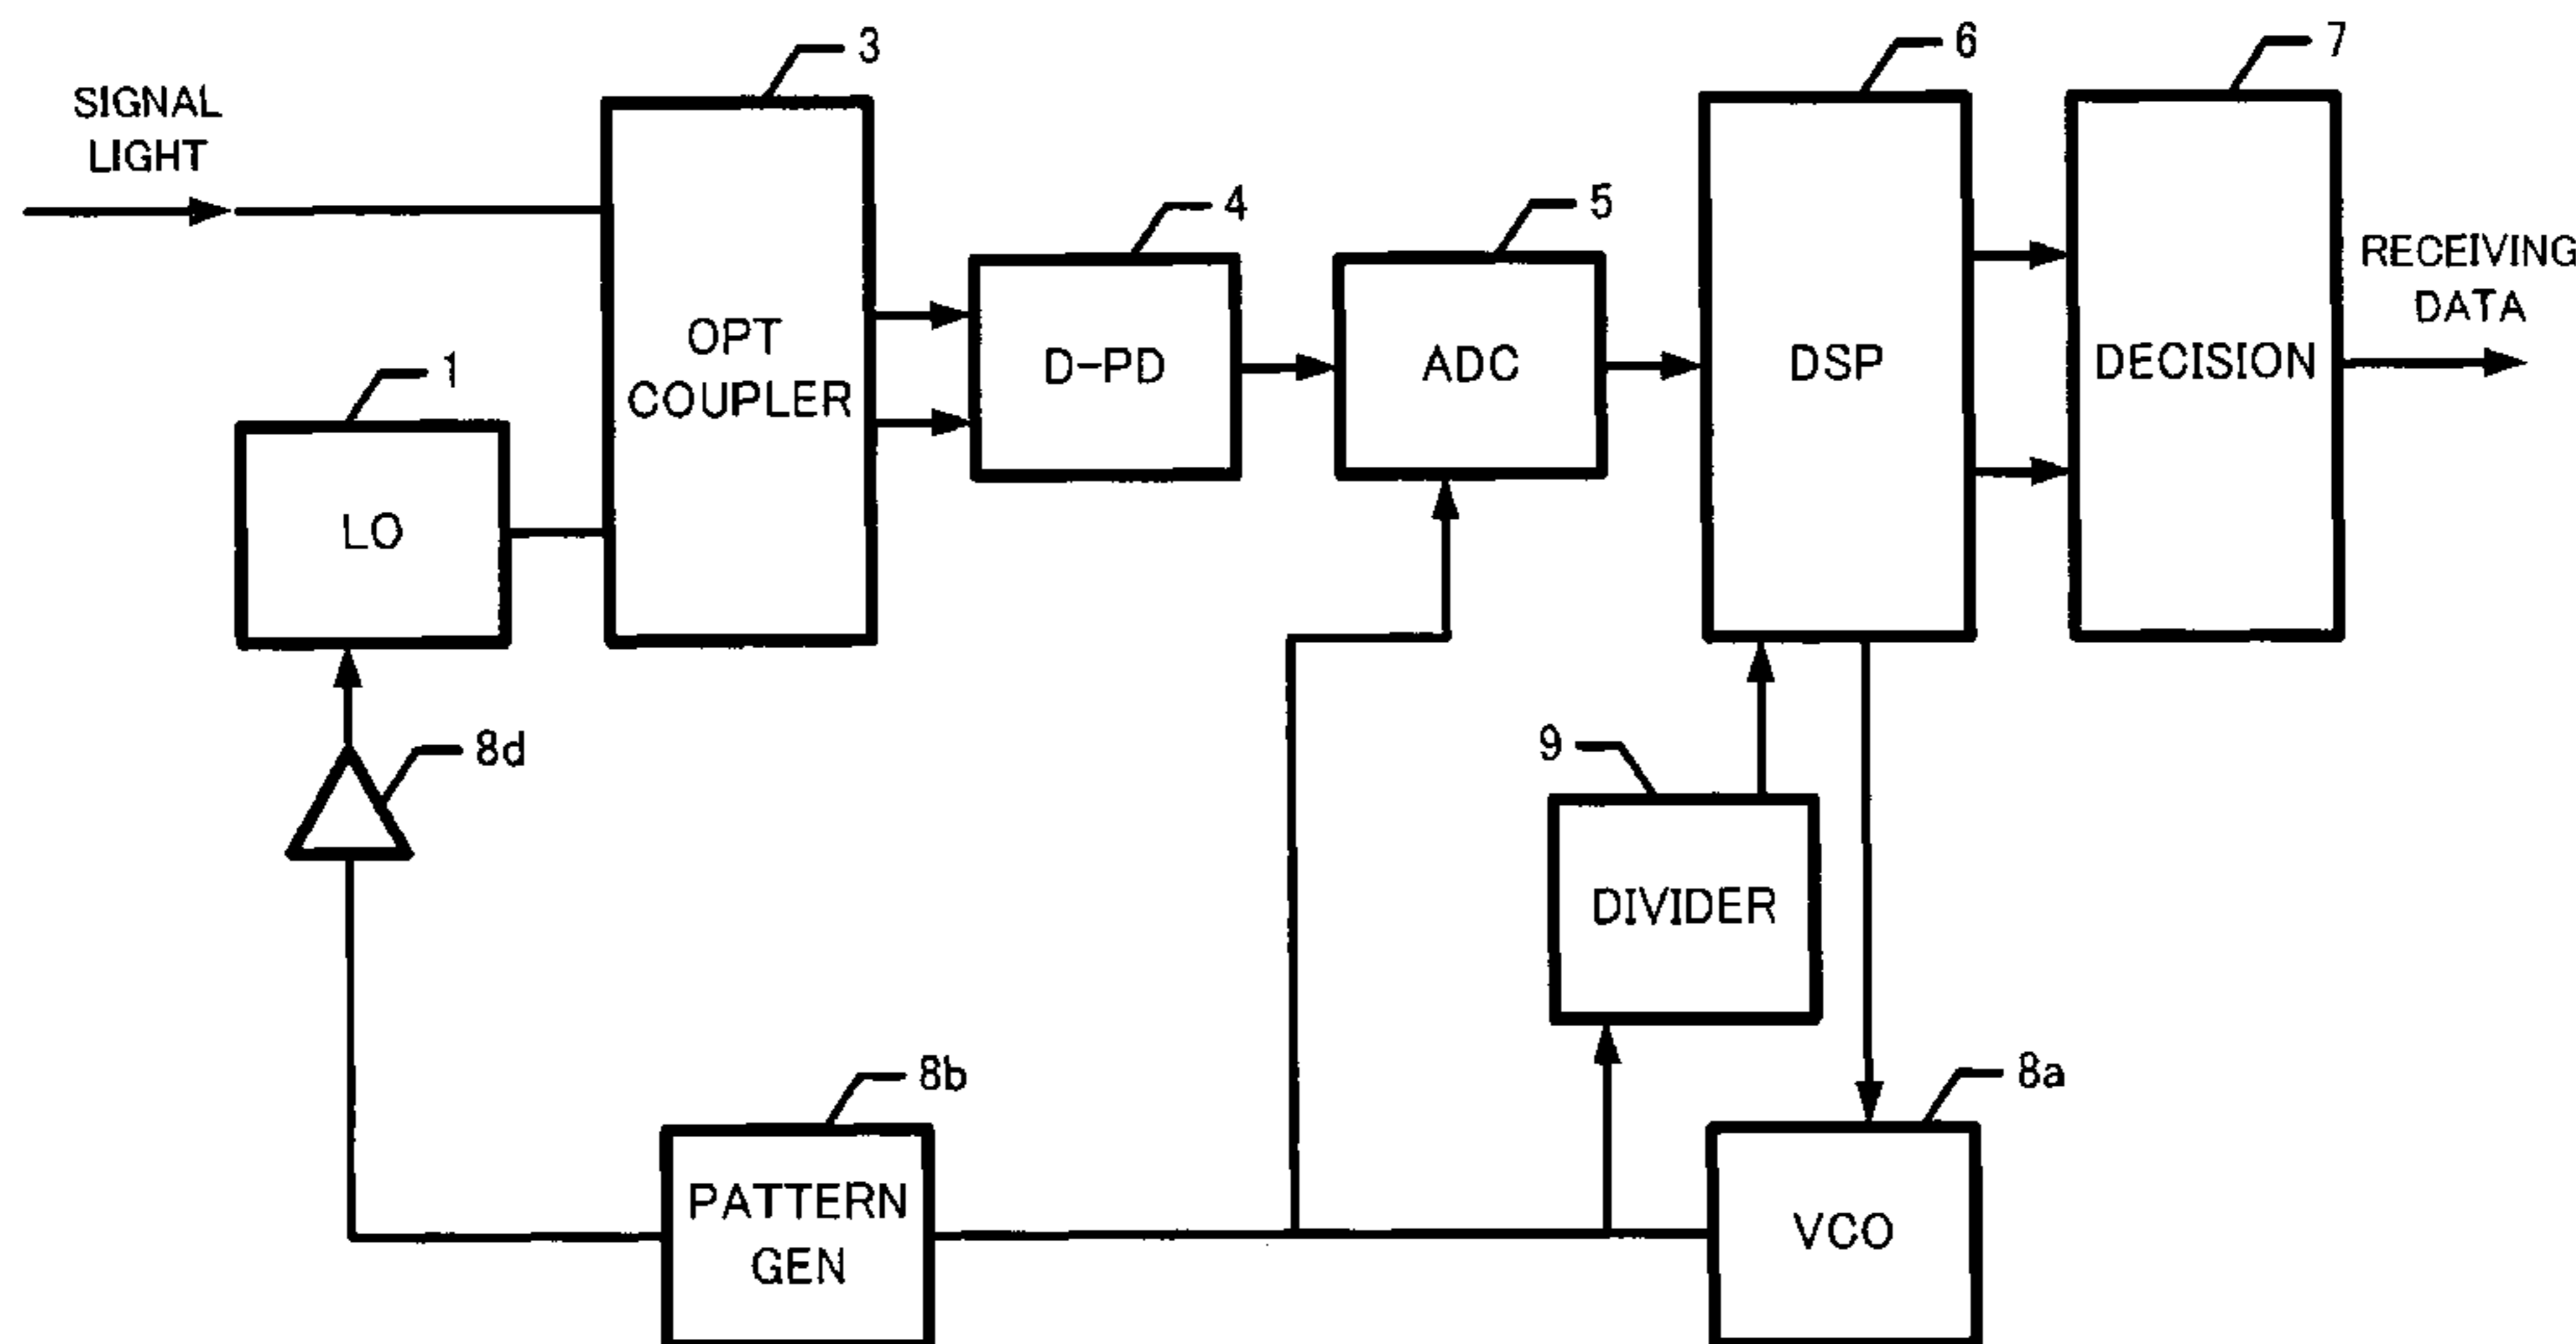 3
6
7
SIGNAL
LIGHT
4
5
RECEIVING
DATA
1
OPT
COUPLER
D-PD
ADC
DSP
DECISION
LO
8d
9
DIVIDER
8b
8a
PATTERN
GEN
VCO